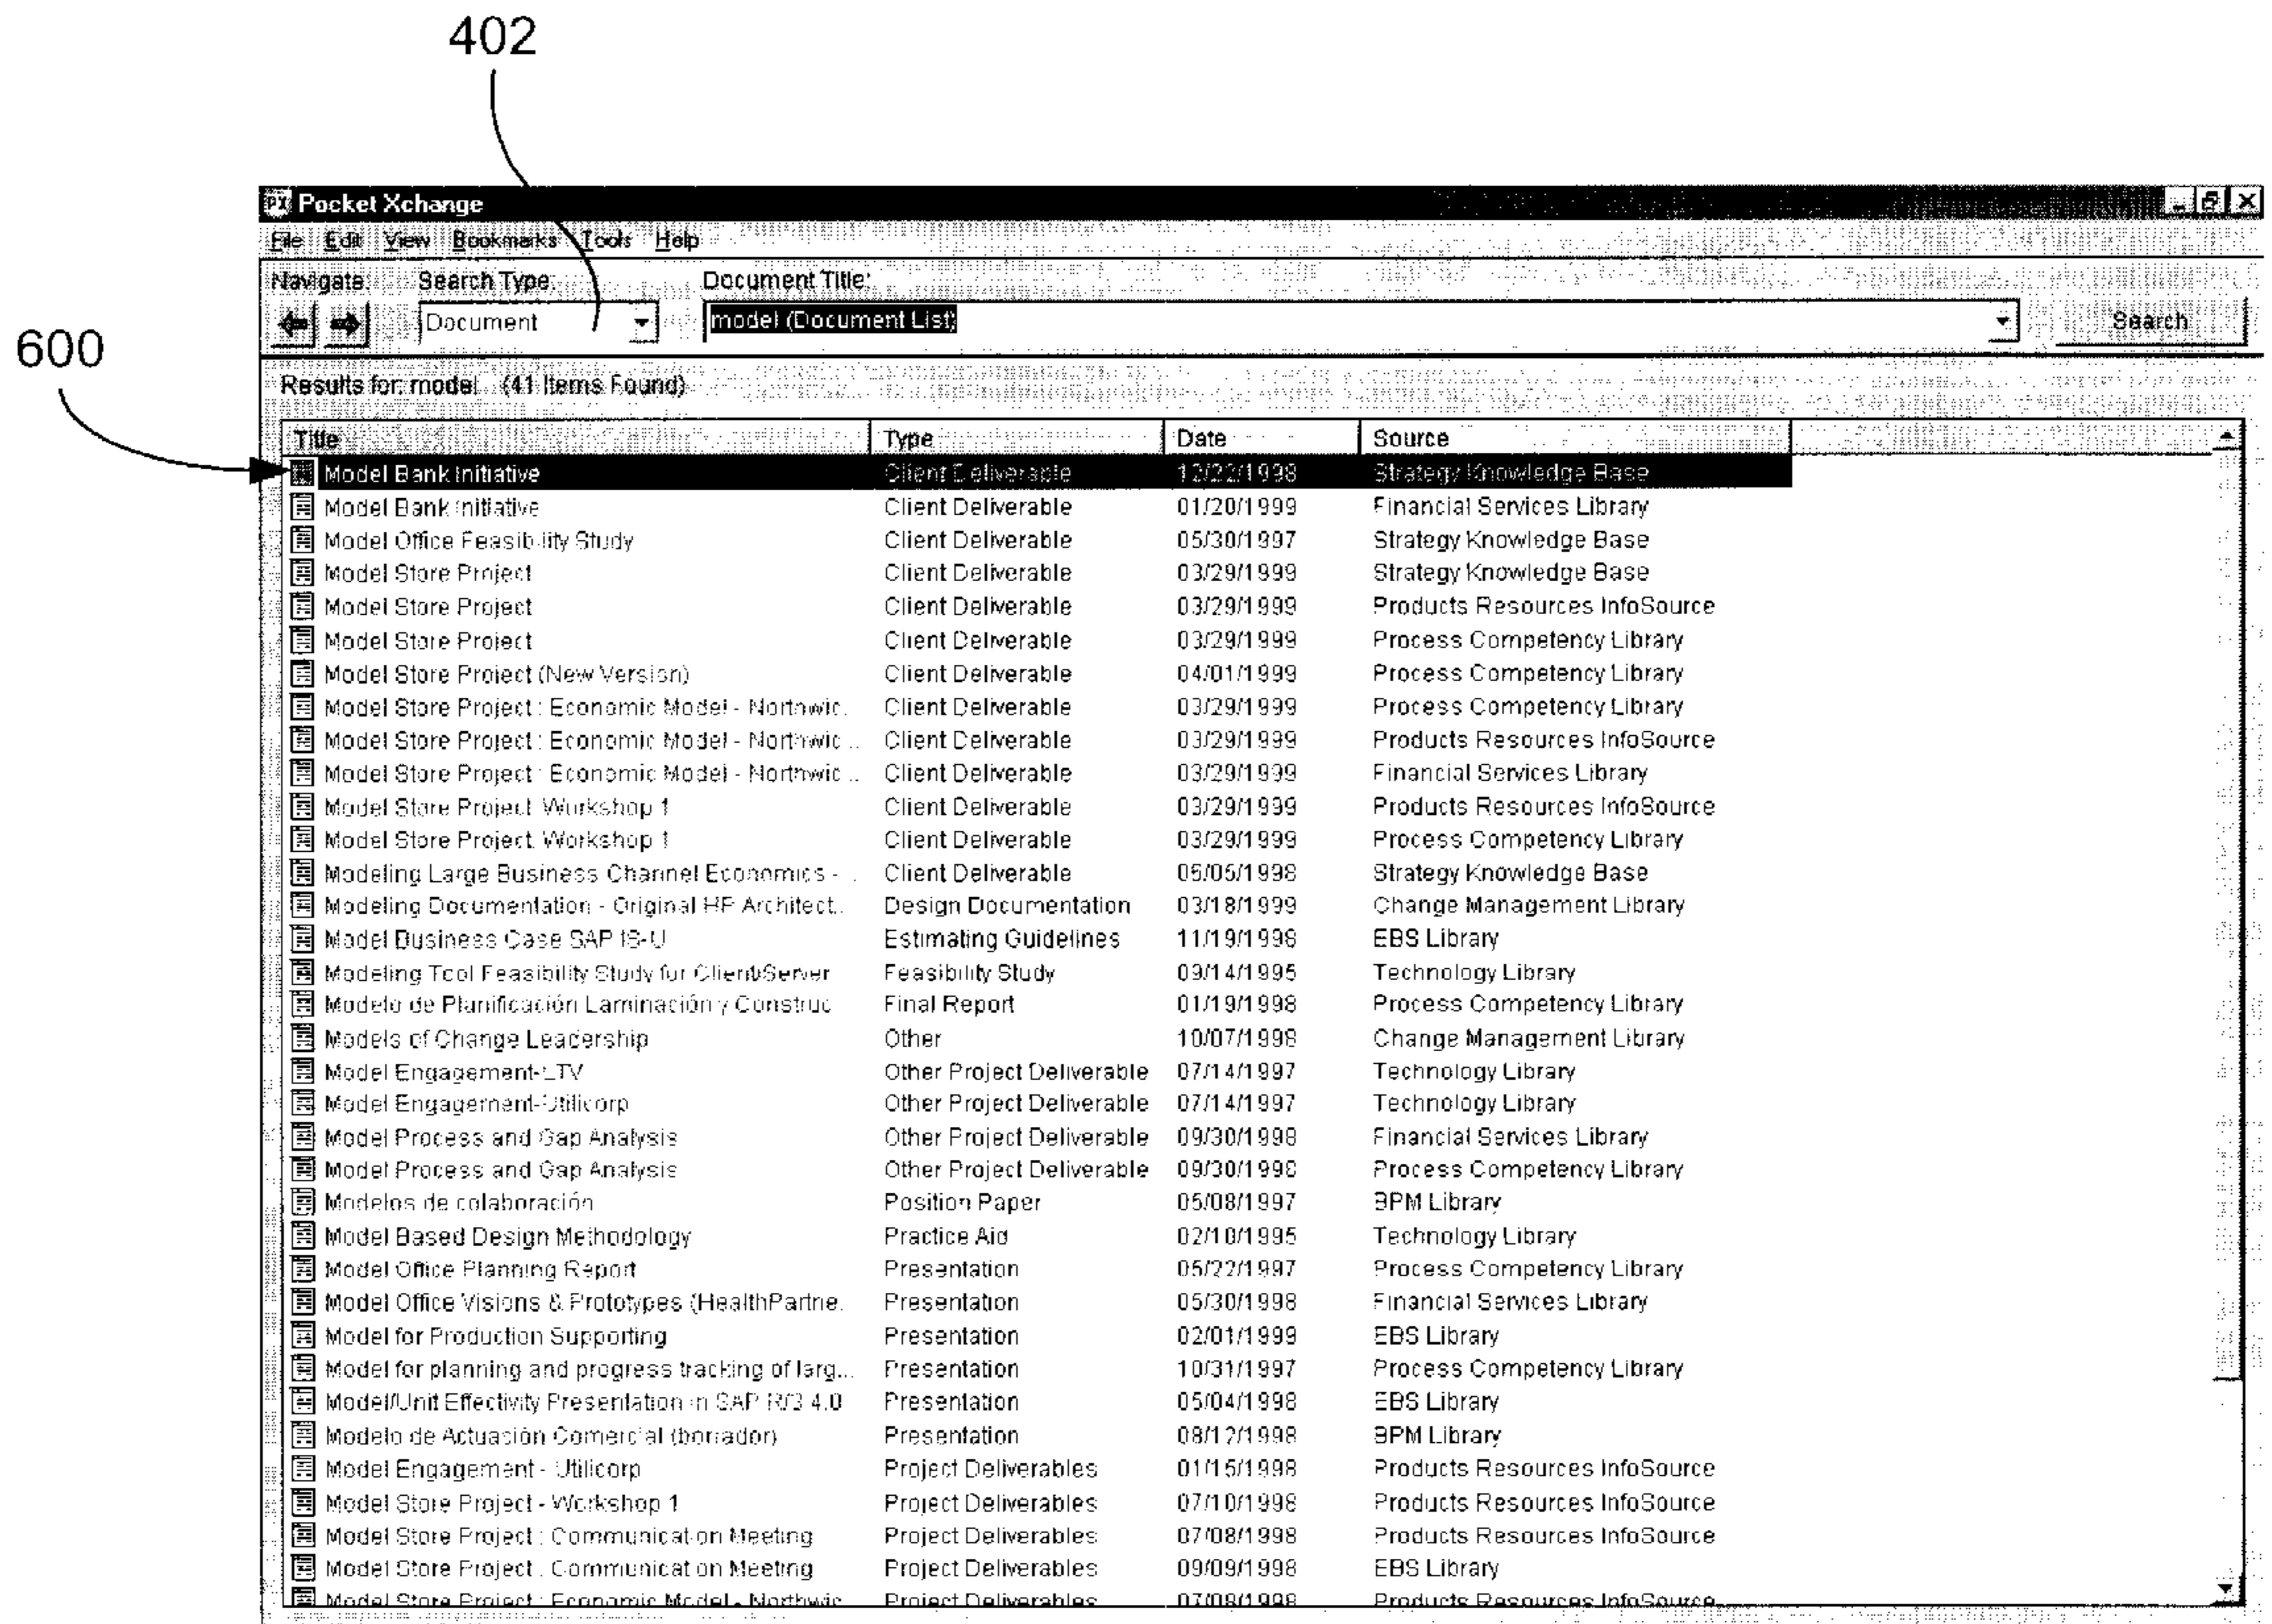 402
600
PX Pocket Xchange
File Edit View Bookmarks Tools Help
Navigate: Search Type: Document Title:
Document model (Document List) Search
Results for: model (41 Items Found)
Title Type Date Source
Model Bank Initiative Client Deliverable 12/22/1998 Strategy Knowledge Base
Model Bank Initiative Client Deliverable 01/20/1999 Financial Services Library
Model Office Feasibility Study Client Deliverable 05/30/1997 Strategy Knowledge Base
Model Store Project Client Deliverable 03/29/1999 Strategy Knowledge Base
Model Store Project Client Deliverable 03/29/1999 Products Resources InfoSource
Model Store Project Client Deliverable 03/29/1999 Process Competency Library
Model Store Project (New Version) Client Deliverable 04/01/1999 Process Competency Library
Model Store Project : Economic Model - Northwic. Client Deliverable 03/29/1999 Process Competency Library
Model Store Project : Economic Model - Northwic... Client Deliverable 03/29/1999 Products Resources InfoSource
Model Store Project : Economic Model - Northwic... Client Deliverable 03/29/1999 Financial Services Library
Model Store Project Workshop 1 Client Deliverable 03/29/1999 Products Resources InfoSource
Model Store Project Workshop 1 Client Deliverable 03/29/1999 Process Competency Library
Modeling Large Business Channel Economics - .. Client Deliverable Strategy Knowledge Base
Modeling Documentation - Original HP Architect.. Design Documentation 03/18/1999 Change Management Library
Model Business Case SAP IS-U Estimating Guidelines 11/19/1998 EBS Library
Modeling Tool Feasibility Study for Client/Server Feasibility Study 09/14/1995 Technology Library
Modelo de Planificación Laminación y Construc Final Report 01/19/1998 Process Competency Library
Models of Change Leadership Other 10/07/1998 Change Management Library
Model Engagement-LTV Other Project Deliverable 07/14/1997 Technology Library
Model Engagement-Utilicorp Other Project Deliverable 07/14/1997 Technology Library
Model Process and Gap Analysis Other Project Deliverable 09/30/1998 Financial Services Library
Model Process and Gap Analysis Other Project Deliverable 09/30/1998 Process Competency Library
Modelos de colaboración Position Paper 05/08/1997 BPM Library
Model Based Design Methodology Practice Aid 02/10/1995 Technology Library
Model Office Planning Report Presentation 05/22/1997 Process Competency Library
Model Office Visions & Prototypes (HealthPartne. Presentation 05/30/1998 Financial Services Library
Model for Production Supporting Presentation 02/01/1999 EBS Library
Model for planning and progress tracking of larg... Presentation 10/31/1997 Process Competency Library
Model/Unit Effectivity Presentation in SAP R/3 4.0 Presentation 05/04/1998 EBS Library
Modelo de Actuasión Comercial (borrador) Presentation 08/12/1998 BPM Library
Model Engagement - Utilicorp Project Deliverables 01/15/1998 Products Resources InfoSource
Model Store Project - Workshop 1 Project Deliverables 07/10/1998 Products Resources InfoSource
Model Store Project : Communication Meeting Project Deliverables 07/08/1998 Products Resources InfoSource
Model Store Project : Communication Meeting Project Deliverables 09/09/1998 EBS Library
Model Store Project : Economic Model - Northwic Project Deliverables 07/08/1998 Products Resources InfoSource